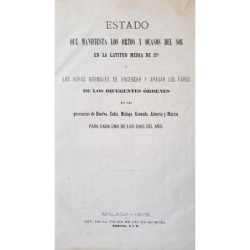 ESTADO
QUE MANIFIESTA LOS ORTOS Y OCASOS DEL SOL
EN LA LATITUD MEDIA DE 37º
Y
LAS HORAS NORMALES DE ENCENDER Y APAGAR LOS FAROS
DE LOS DIFERENTES ÓRDENES
EN LAS
provincias de Huelva, Cádiz, Málaga, Granada, Almería y Murcia
PARA CADA UNO DE LOS DIAS DEL AÑO.
MÁLAGA.—1879